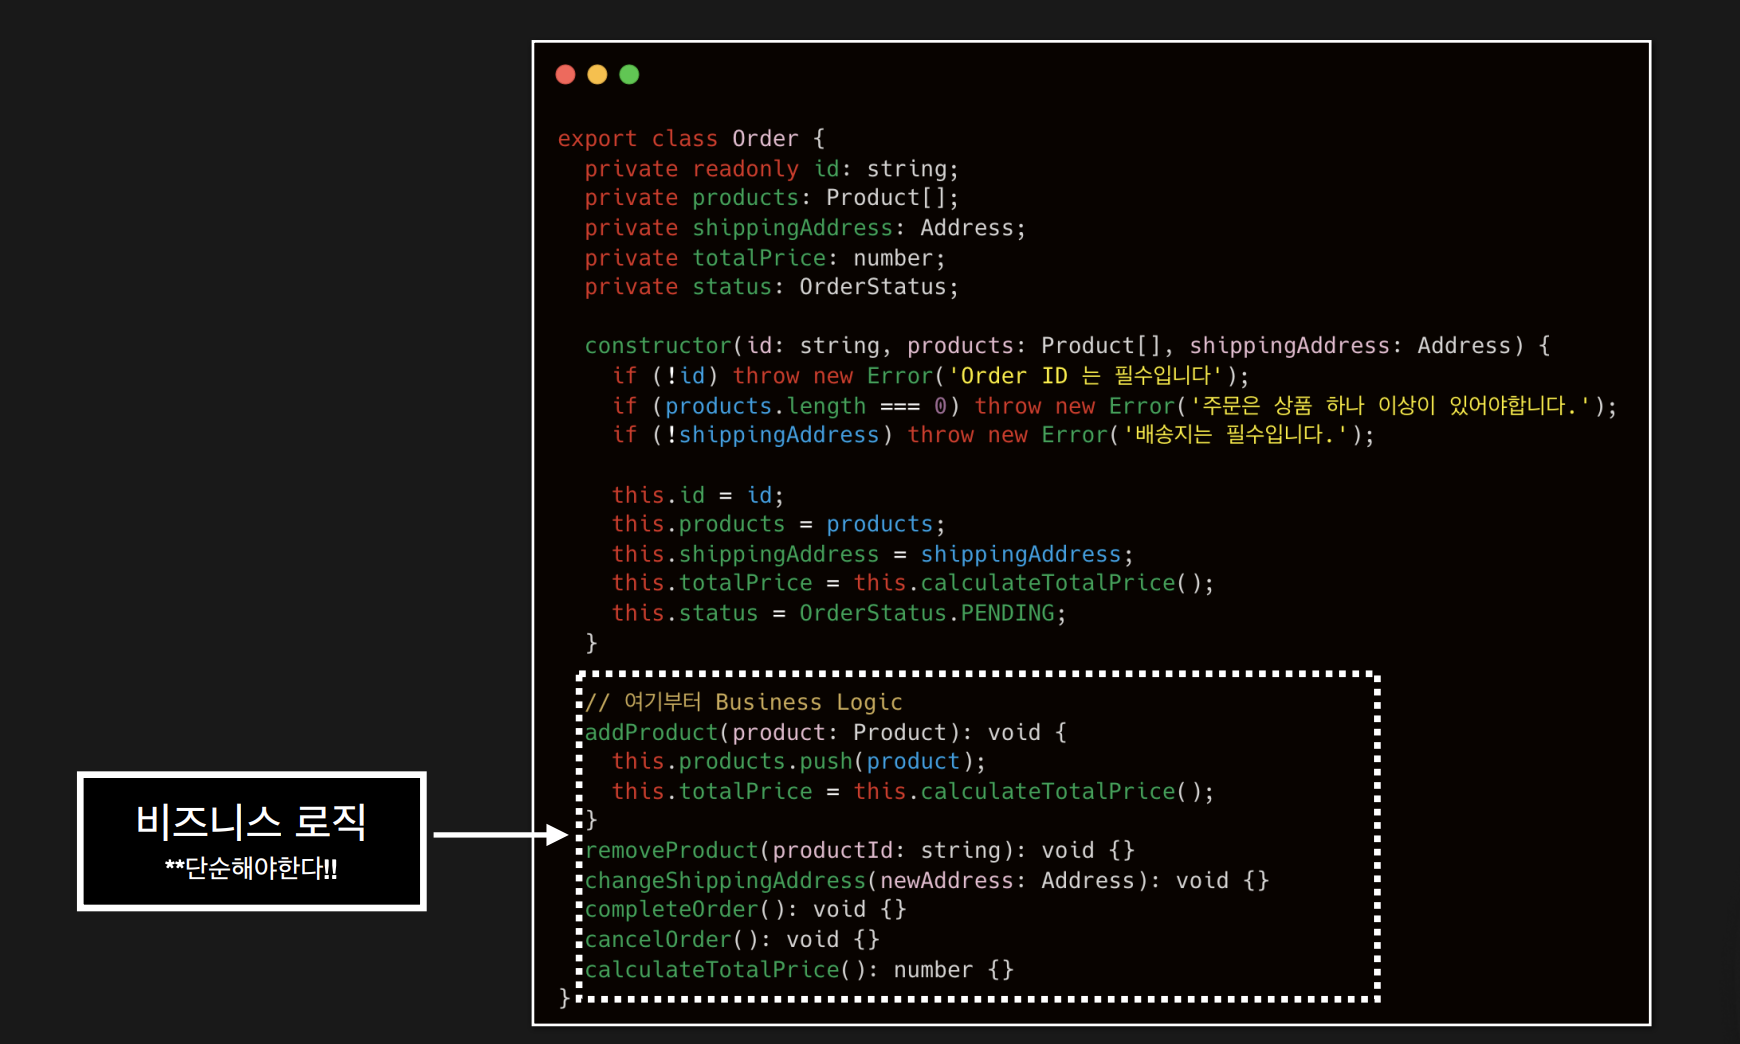 export class Order {
private readonly id: string;
private products: Product[];
private shippingAddress: Address;
private totalPrice: number;
private status: OrderStatus;
constructor(id: string, products: Product[], shippingAddress: Address) {
if (!id) throw new Error('Order ID 는 필수입니다');
if (products.length === 0) throw new Error('주문은 상품 하나 이상이 있어야합니다.');
if (!shippingAddress) throw new Error('배송지는 필수입니다.');
this.id = id;
this.products = products;
this.shippingAddress = shippingAddress;
this.totalPrice = this.calculateTotalPrice();
this.status = OrderStatus.PENDING;
}
// 여기부터 Business Logic
addProduct(product: Product): void {
this.products.push(product);
this.totalPrice = this.calculateTotalPrice();
}
removeProduct(productId: string): void {}
changeShippingAddress(newAddress: Address): void {}
completeOrder(): void {}
cancelOrder(): void {}
calculateTotalPrice(): number {}
}
비즈니스 로직
**단순해야한다!!